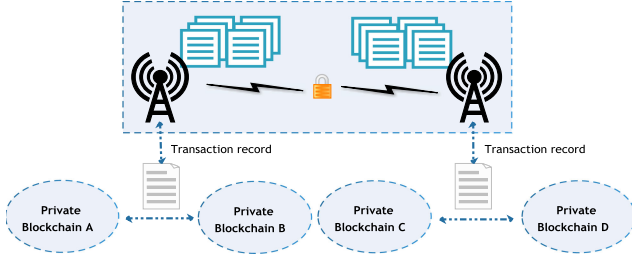 Transaction record
Transaction record
Private
Blockchain A
Private
Blockchain B
Private
Blockchain C
Private
Blockchain D